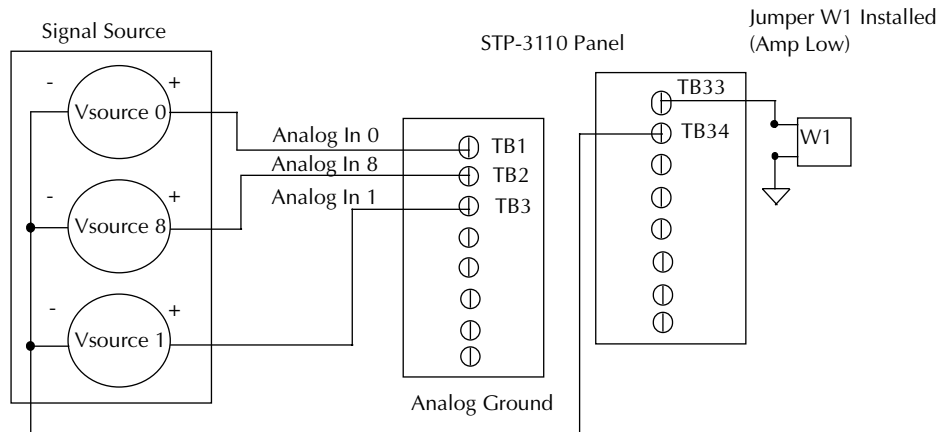 Jumper W1 Installed
(Amp Low)
Signal Source
STP-3110 Panel
- +
Vsource 0
TB33
TB34
W1
Analog In 0
TB1
Analog In 8
TB2
Analog In 1
TB3
- +
Vsource 8
- +
Vsource 1
Analog Ground